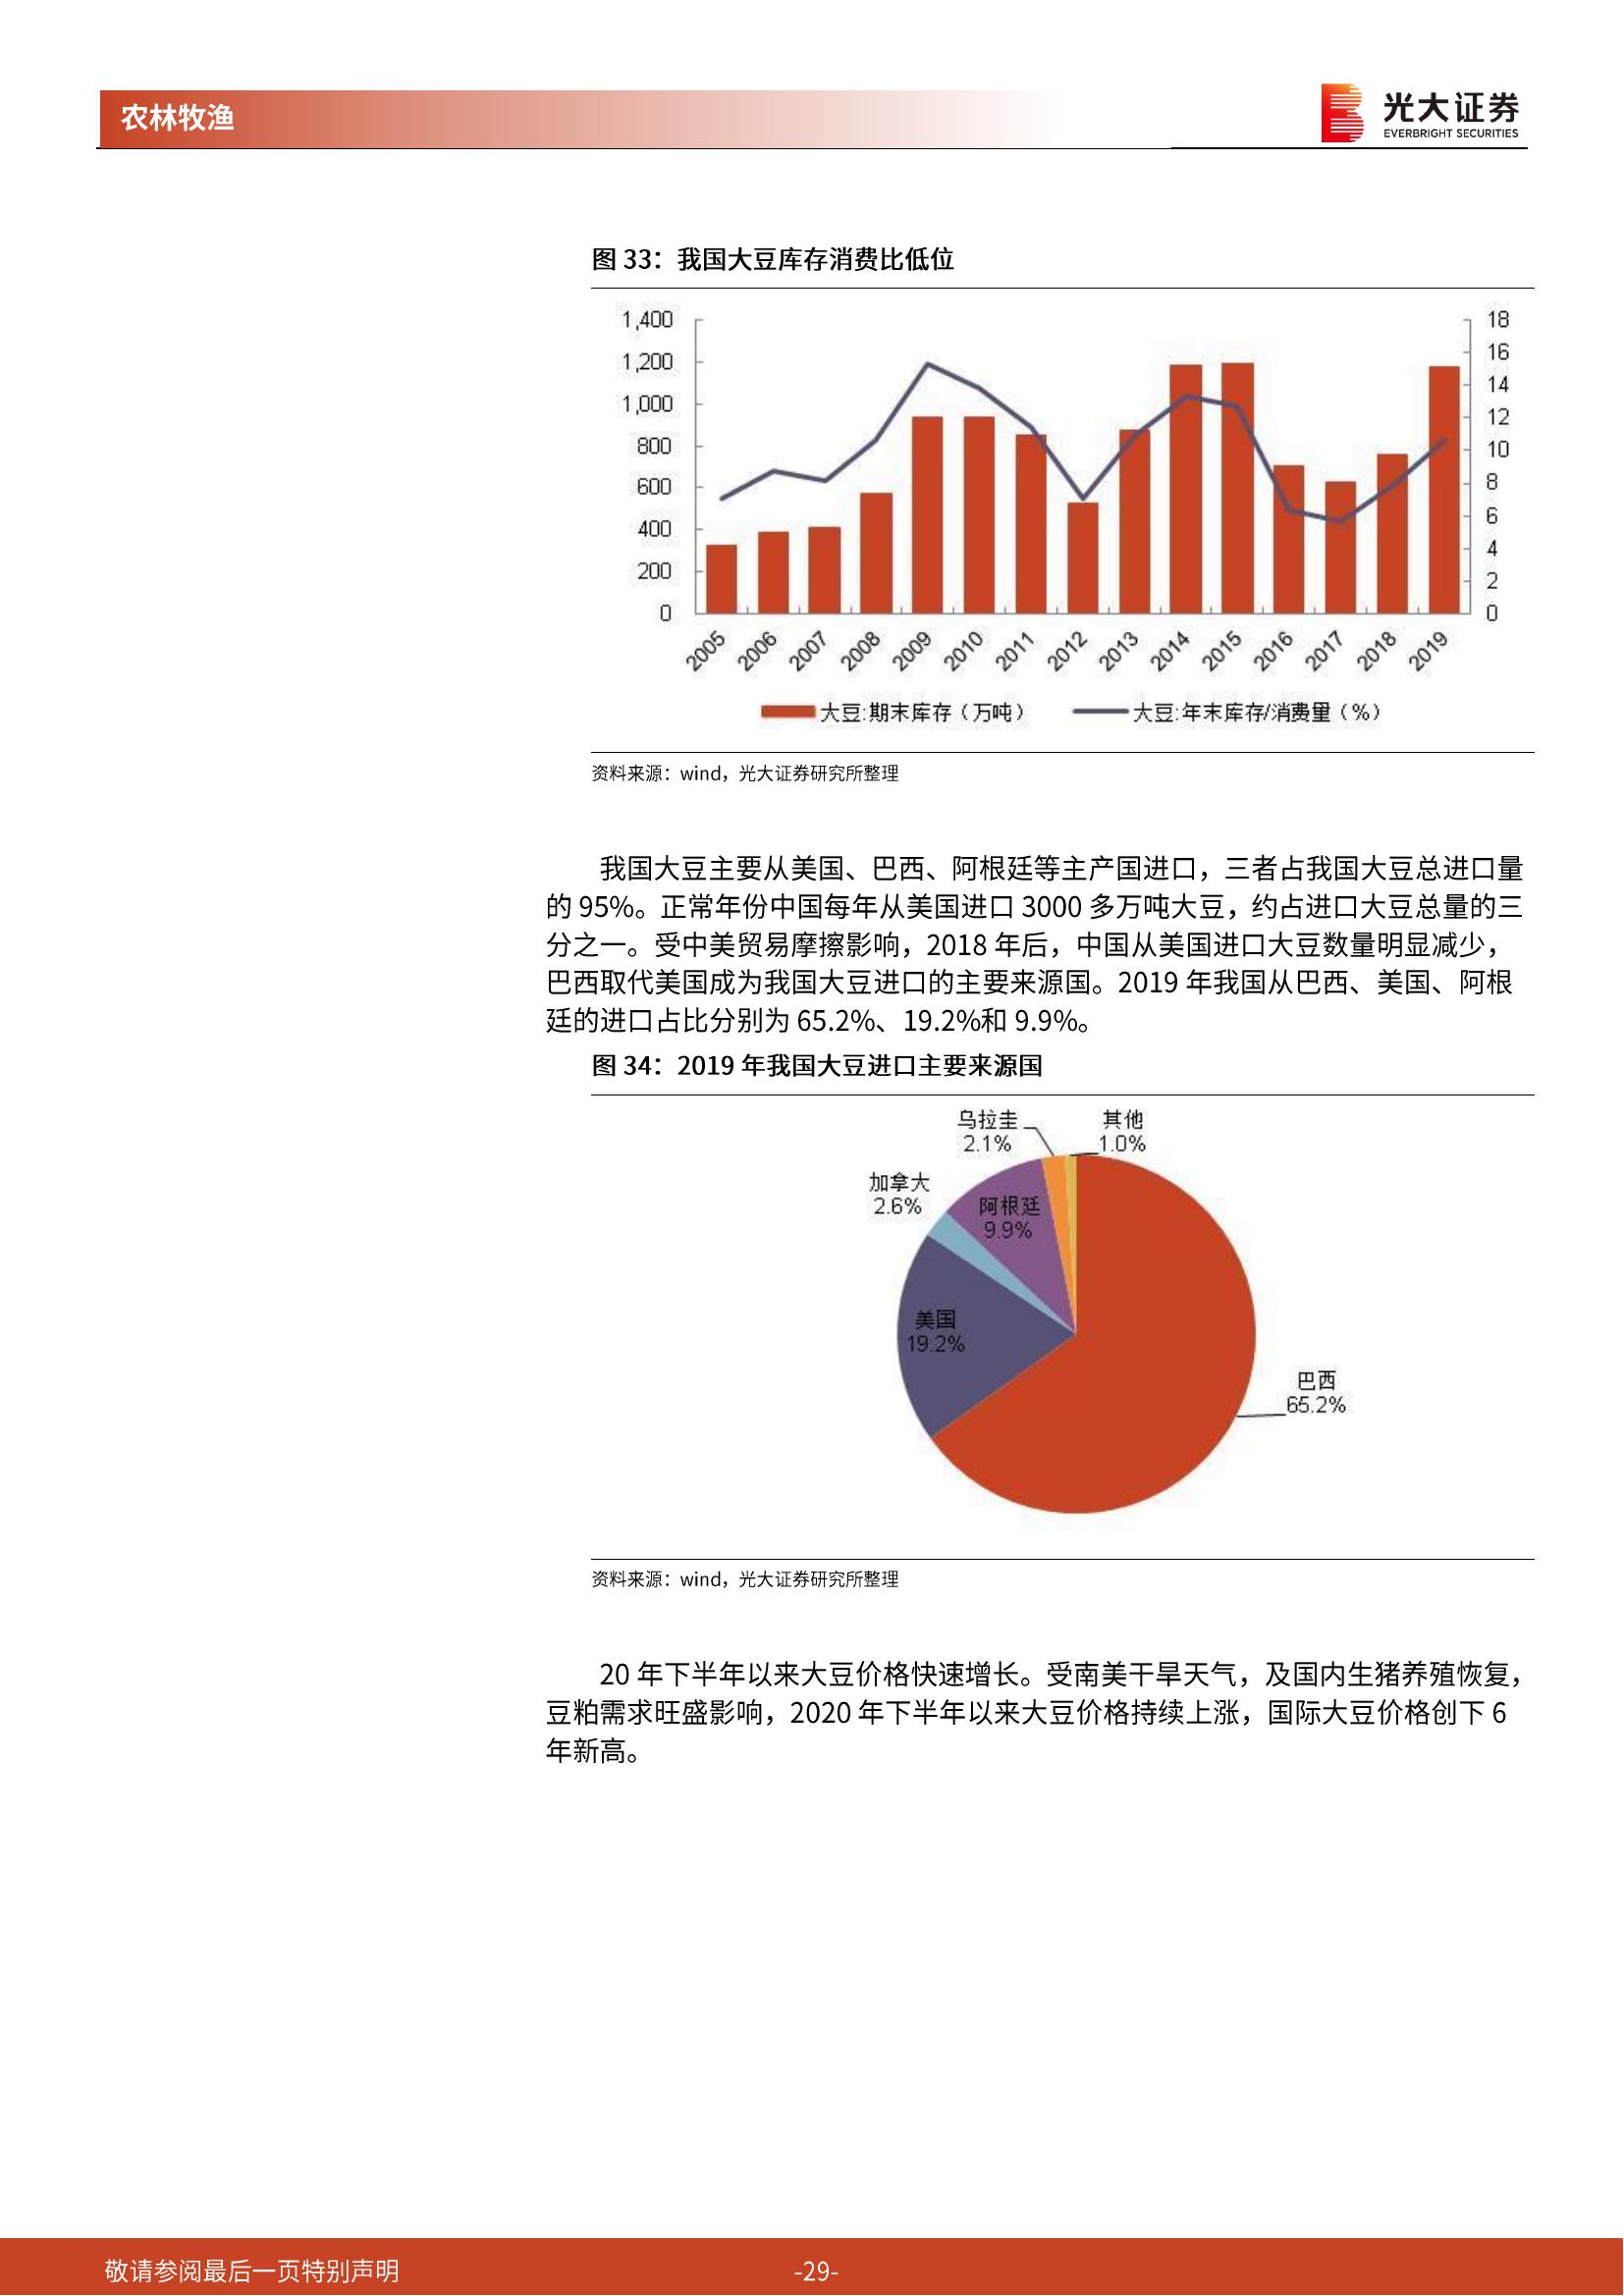 农林牧渔
光大证券
EVERBRIGHT SECURITIES
图 33：我国大豆库存消费比低位
1,400
1,200
1,000
800
600
400
200
0
18
16
14
12
10
8
6
4
2
0
2005 2006 2007 2008 2009 2010 2011 2012 2013 2014 2015 2016 2017 2018 2019
大豆:期末库存（万吨） 大豆:年末库存/消费量（%）
资料来源：wind，光大证券研究所整理
我国大豆主要从美国、巴西、阿根廷等主产国进口，三者占我国大豆总进口量
的 95%。正常年份中国每年从美国进口 3000 多万吨大豆，约占进口大豆总量的三
分之一。受中美贸易摩擦影响，2018 年后，中国从美国进口大豆数量明显减少，
巴西取代美国成为我国大豆进口的主要来源国。2019 年我国从巴西、美国、阿根
廷的进口占比分别为 65.2%、19.2%和 9.9%。
图 34：2019 年我国大豆进口主要来源国
乌拉圭
2.1%
其他
1.0%
加拿大
2.6%
阿根廷
9.9%
美国
19.2%
巴西
65.2%
资料来源：wind，光大证券研究所整理
20 年下半年以来大豆价格快速增长。受南美干旱天气，及国内生猪养殖恢复，
豆粕需求旺盛影响，2020 年下半年以来大豆价格持续上涨，国际大豆价格创下 6
年新高。
敬请参阅最后一页特别声明
-29-